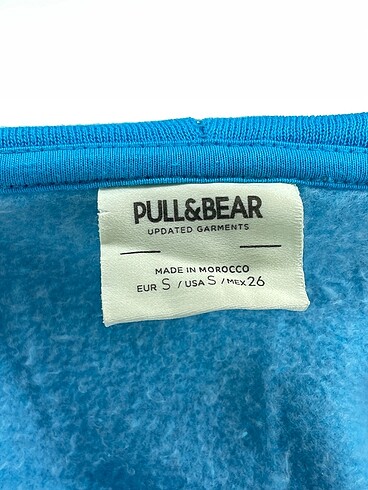 PULL&BEAR
UPDATED GARMENTS
MADE IN MOROCCO
EUR S / USA S / MEX 26